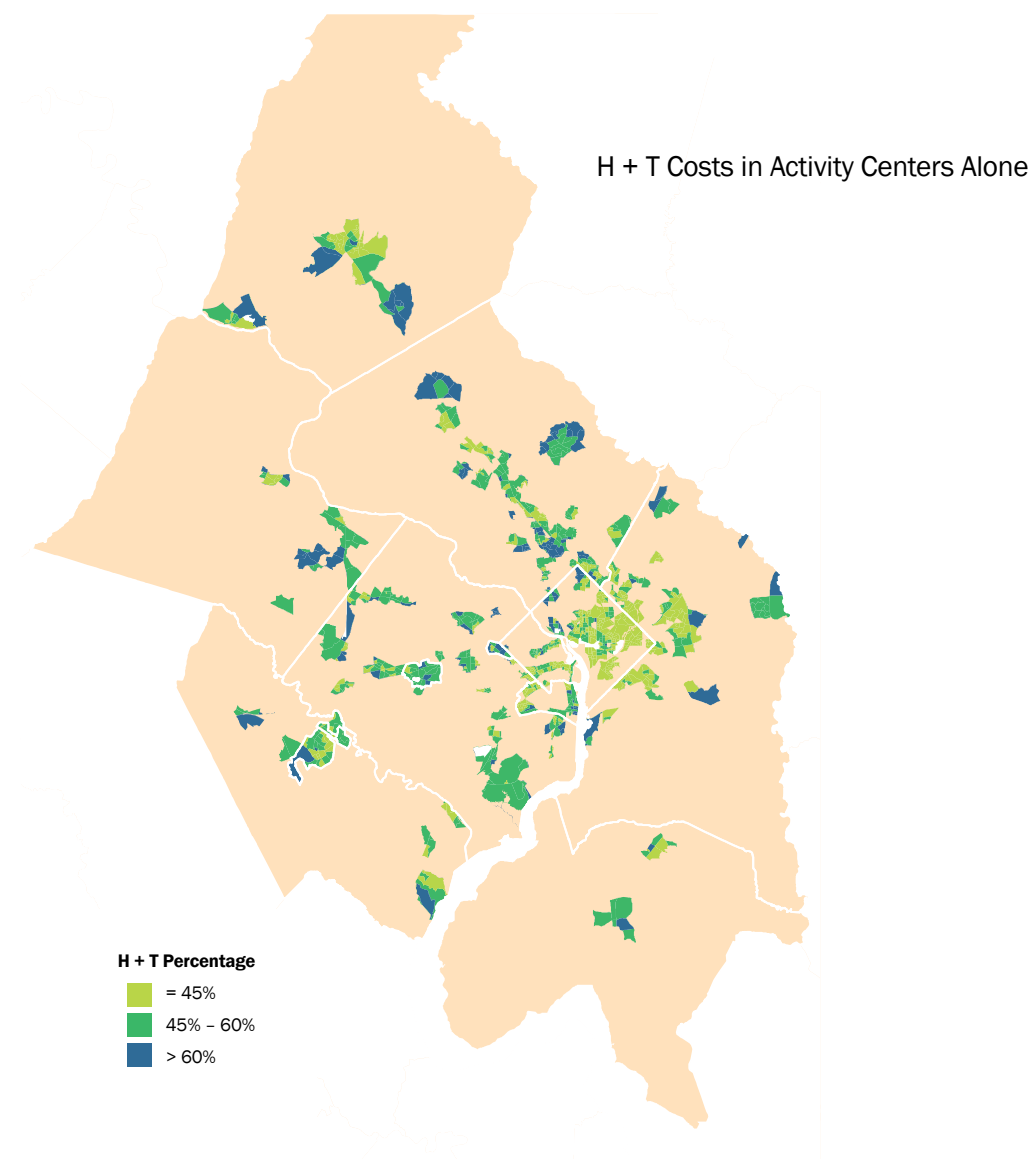 H + T Costs in Activity Centers Alone
H + T Percentage
= 45%
45% – 60%
> 60%